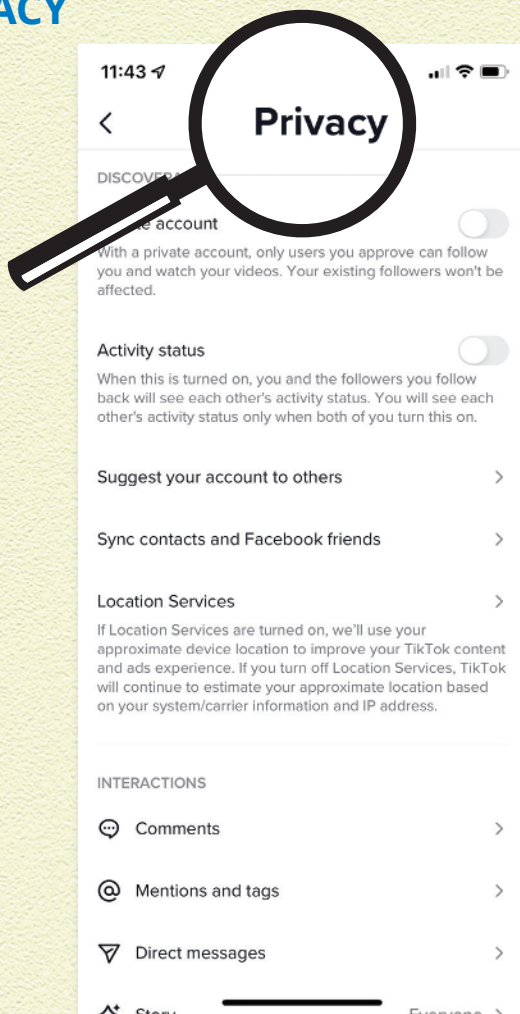 11:43
Privacy
account
With a private account, only users you approve can follow
you and watch your videos. Your existing followers won't be
affected.
Activity status
When this is turned on, you and the followers you follow
back will see each other's activity status. You will see each
other's activity status only when both of you turn this on.
Suggest your account to others
Sync contacts and Facebook friends
Location Services
If Location Services are turned on, we'll use your
approximate device location to improve your TikTok content
and ads experience. If you turn off Location Services, TikTok
will continue to estimate your approximate location based
on your system/carrier information and IP address.
INTERACTIONS
Comments
Mentions and tags
Direct messages
Story Everyone